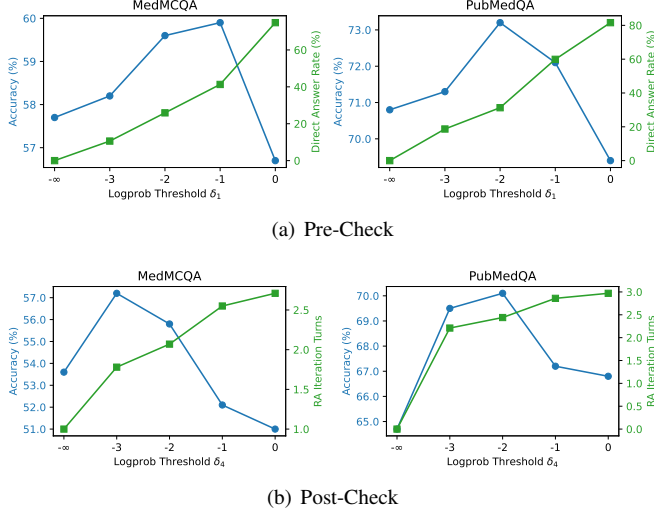 MedMCQA
PubMedQA
60
59
58
57
Accuracy (%)
60
40
20
0
Direct Answer Rate (%)
-∞ -3 -2 -1 0
Logprob Threshold δ1
73.0
72.0
71.0
70.0
Accuracy (%)
80
60
40
20
0
Direct Answer Rate (%)
-∞ -3 -2 -1 0
Logprob Threshold δ1
(a) Pre-Check
MedMCQA
PubMedQA
57.0
56.0
55.0
54.0
53.0
52.0
51.0
Accuracy (%)
2.5
2.0
1.5
1.0
RA Iteration Turns
-∞ -3 -2 -1 0
Logprob Threshold δ4
70.0
69.0
68.0
67.0
66.0
65.0
Accuracy (%)
3.0
2.5
2.0
1.5
1.0
0.5
0.0
RA Iteration Turns
-∞ -3 -2 -1 0
Logprob Threshold δ4
(b) Post-Check